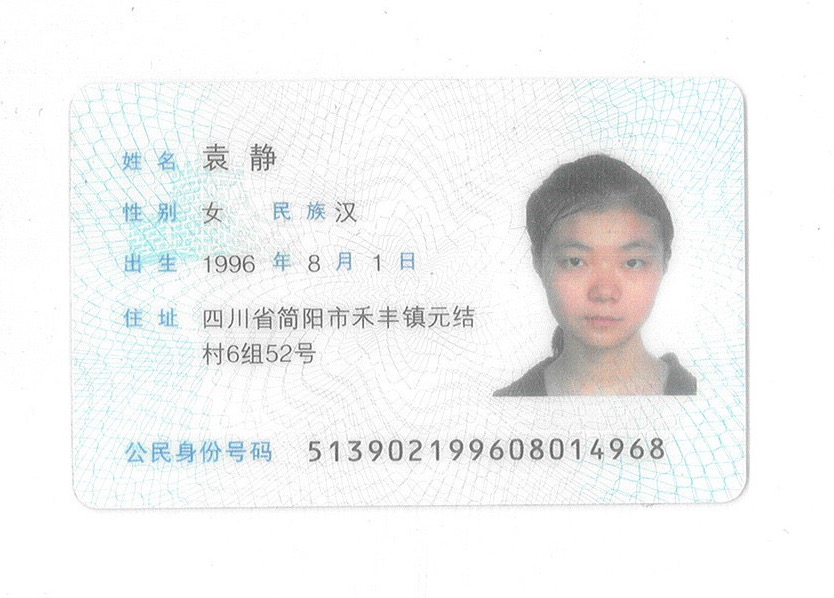 姓名 袁静
性别 女 民族 汉
出生 1996 年 8 月 1 日
住址 四川省简阳市禾丰镇元结
村6组52号
公民身份号码 513902199608014968